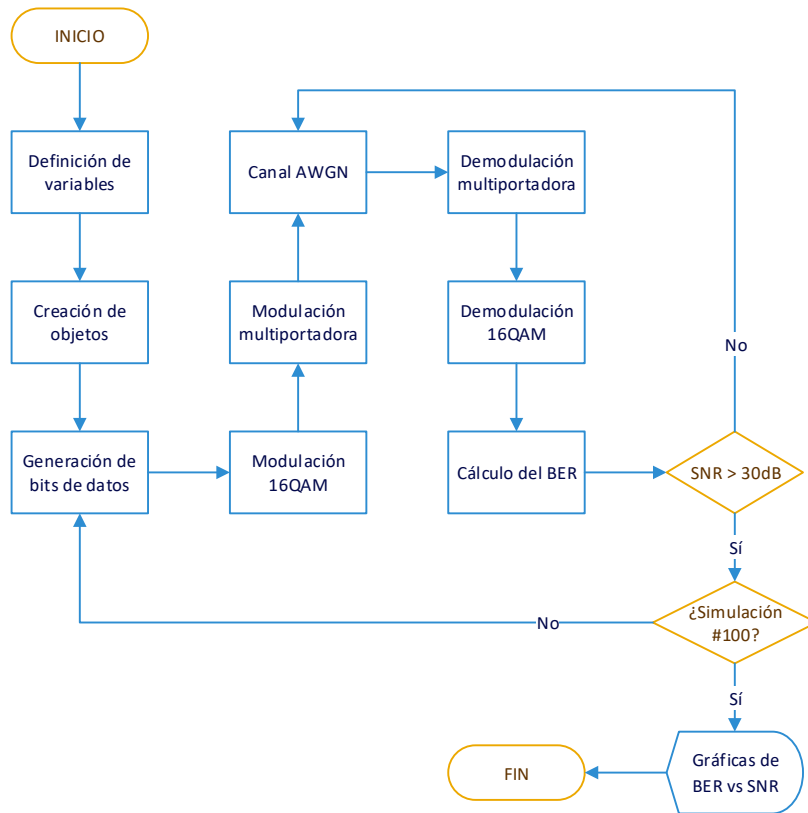 INICIO
Definición de
variables
Creación de
objetos
Generación de
bits de datos
Modulación
16QAM
Modulación
multiportadora
Canal AWGN
Demodulación
multiportadora
Demodulación
16QAM
Cálculo del BER
SNR > 30dB
No
Sí
¿Simulación
#100?
No
Sí
Gráficas de
BER vs SNR
FIN